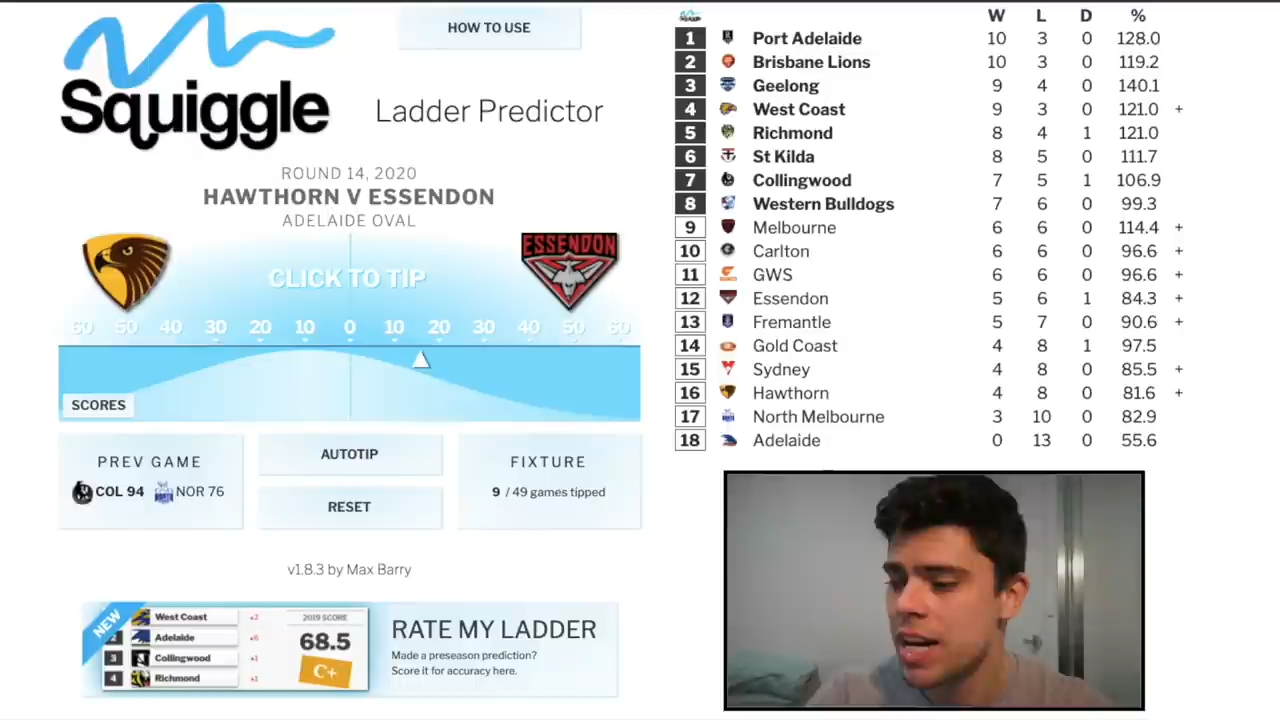 HOW TO USE
Squiggle
Ladder Predictor
ROUND 14, 2020
HAWTHORN V ESSENDON
ADELAIDE OVAL
ESSENDON
CLICK TO TIP
60 50 40 30 20 10 0 10 20 30 40 50 60
SCORES
PREV GAME
COL 94 NOR 76
AUTOTIP
RESET
FIXTURE
9 / 49 games tipped
v1.8.3 by Max Barry
NEW
West Coast
2 Adelaide
3 Collingwood
4 Richmond
2019 SCORE
68.5
C+
RATE MY LADDER
Made a preseason prediction?
Score it for accuracy here.
Squiggle W L D %
1 Port Adelaide 10 3 0 128.0
2 Brisbane Lions 10 3 0 119.2
3 Geelong 9 4 0 140.1
4 West Coast 9 3 0 121.0 +
5 Richmond 8 4 1 121.0
6 St Kilda 8 5 0 111.7
7 Collingwood 7 5 1 106.9
8 Western Bulldogs 7 6 0 99.3
9 Melbourne 6 6 0 114.4 +
10 Carlton 6 6 0 96.6 +
11 GWS 6 6 0 96.6 +
12 Essendon 5 6 1 84.3 +
13 Fremantle 5 7 0 90.6 +
14 Gold Coast 4 8 1 97.5
15 Sydney 4 8 0 85.5 +
16 Hawthorn 4 8 0 81.6 +
17 North Melbourne 3 10 0 82.9
18 Adelaide 0 13 0 55.6